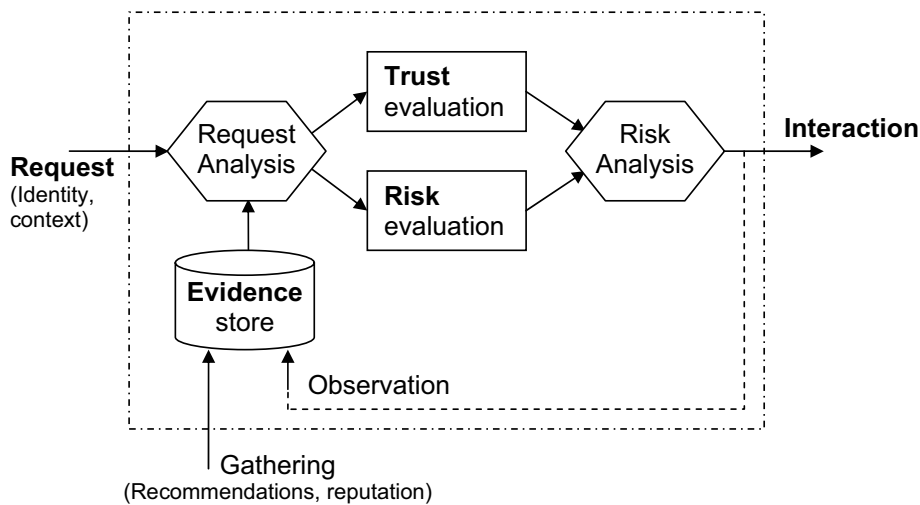 Trust
evaluation
Request
Analysis
Risk
Analysis
Interaction
Request
(Identity,
context)
Risk
evaluation
Evidence
store
Observation
Gathering
(Recommendations, reputation)